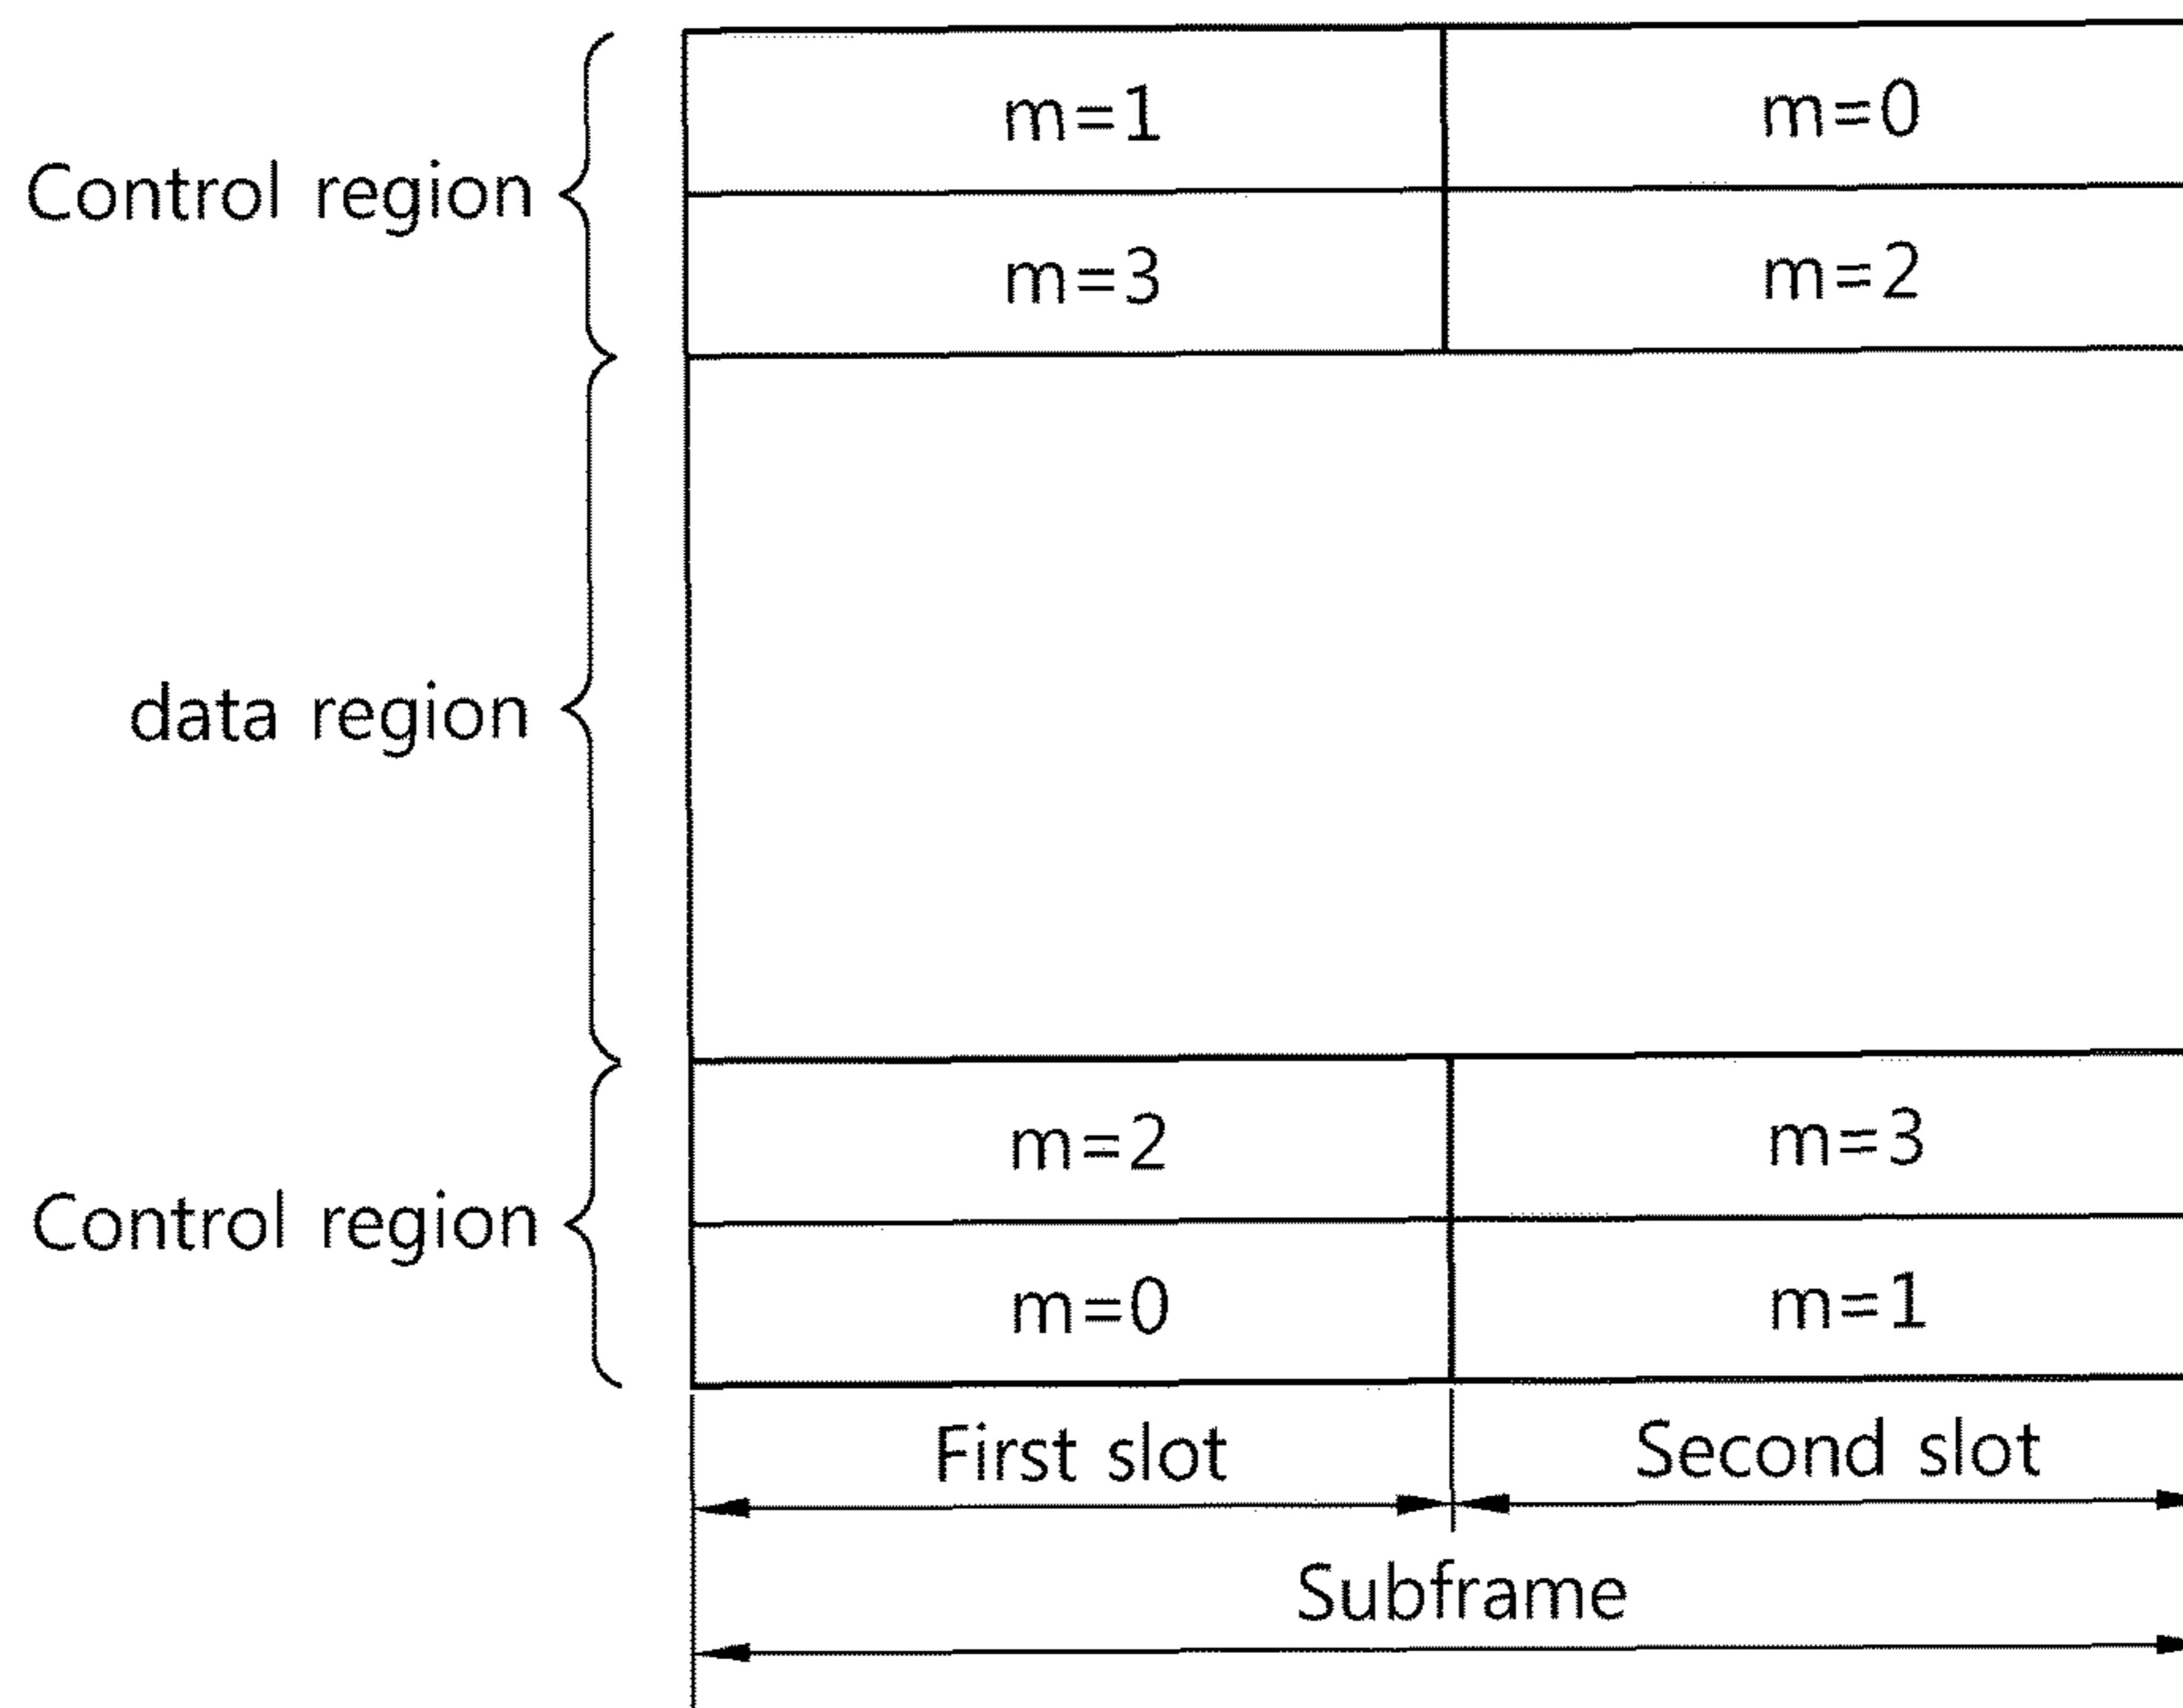 m=1 m=0
Control region
m=3 m=2
data region
m=2 m=3
Control region
m=0 m=1
First slot Second slot
Subframe